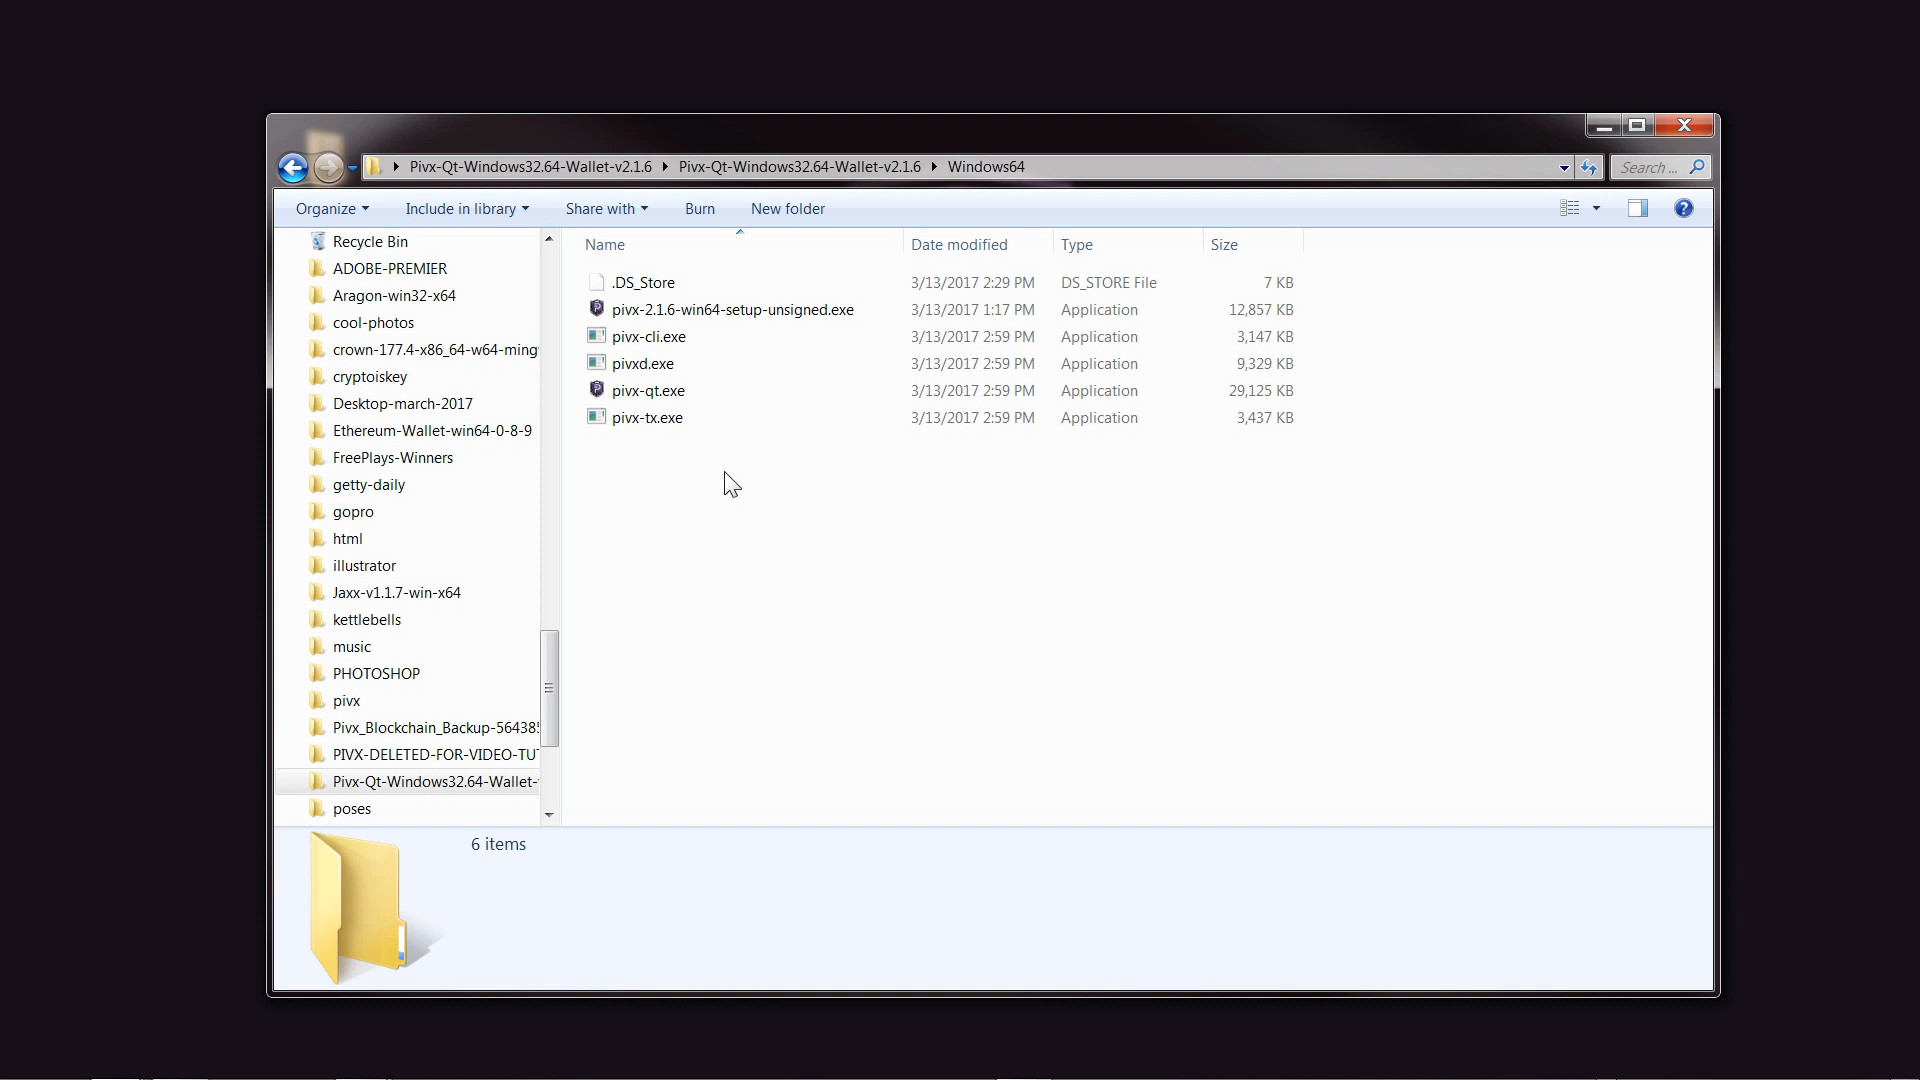 Pivx-Qt-Windows32.64-Wallet-v2.1.6 Pivx-Qt-Windows32.64-Wallet-v2.1.6 Windows64 Search ...
Organize Include in library Share with Burn New folder
Name Date modified Type Size
Recycle Bin
ADOBE-PREMIER
Aragon-win32-x64
cool-photos
crown-177.4-x86_64-w64-ming
cryptoiskey
Desktop-march-2017
Ethereum-Wallet-win64-0-8-9
FreePlays-Winners
getty-daily
gopro
html
illustrator
Jaxx-v1.1.7-win-x64
kettlebells
music
PHOTOSHOP
pivx
Pivx_Blockchain_Backup-56438
PIVX-DELETED-FOR-VIDEO-TU
Pivx-Qt-Windows32.64-Wallet-
poses
.DS_Store 3/13/2017 2:29 PM DS_STORE File 7 KB
pivx-2.1.6-win64-setup-unsigned.exe 3/13/2017 1:17 PM Application 12,857 KB
pivx-cli.exe 3/13/2017 2:59 PM Application 3,147 KB
pivxd.exe 3/13/2017 2:59 PM Application 9,329 KB
pivx-qt.exe 3/13/2017 2:59 PM Application 29,125 KB
pivx-tx.exe 3/13/2017 2:59 PM Application 3,437 KB
6 items